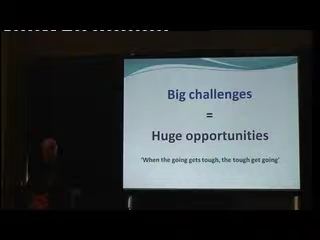 Big challenges
=
Huge opportunities
'When the going gets tough, the tough get going'